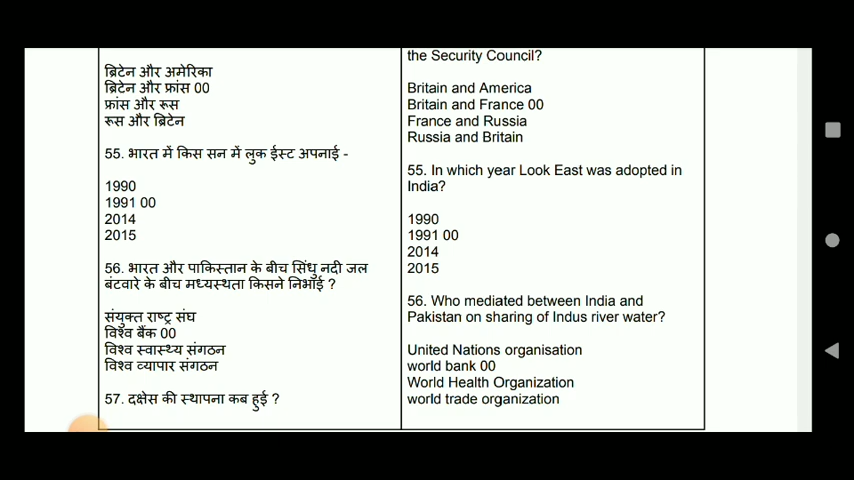 ब्रिटेन और अमेरिका
ब्रिटेन और फ्रांस 00
फ्रांस और रूस
रूस और ब्रिटेन
55. भारत में किस सन में लुक ईस्ट अपनाई -
1990
1991 00
2014
2015
56. भारत और पाकिस्तान के बीच सिंधु नदी जल
बंटवारे के बीच मध्यस्थता किसने निभाई ?
संयुक्त राष्ट्र संघ
विश्व बैंक 00
विश्व स्वास्थ्य संगठन
विश्व व्यापार संगठन
57. दक्षेस की स्थापना कब हुई ?
the Security Council?
Britain and America
Britain and France 00
France and Russia
Russia and Britain
55. In which year Look East was adopted in
India?
1990
1991 00
2014
2015
56. Who mediated between India and
Pakistan on sharing of Indus river water?
United Nations organisation
world bank 00
World Health Organization
world trade organization